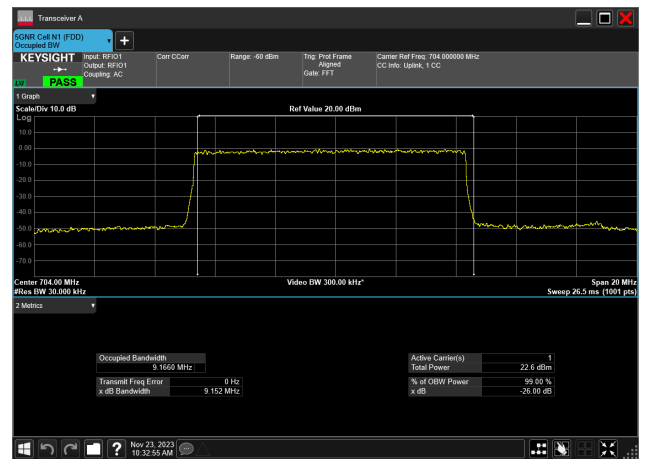 Transceiver A
5GNR Cell N1 (FDD)
Occupied BW
KEYSIGHT
LXI
PASS
Input: RFIO1
Output: RFIO1
Coupling: AC
Corr CCorr
Range: -60 dBm
Trig: Prot Frame
Aligned
Gate: FFT
Carrier Ref Freq: 704.000000 MHz
CC Info: Uplink, 1 CC
1 Graph
Scale/Div 10.0 dB
Ref Value 20.00 dBm
Log
10.0
0.00
-10.0
-20.0
-30.0
-40.0
-50.0
-60.0
-70.0
Center 704.00 MHz
Video BW 300.00 kHz*
Span 20 MHz
#Res BW 30.000 kHz
Sweep 26.5 ms (1001 pts)
2 Metrics
Occupied Bandwidth
9.1660 MHz
Active Carrier(s) 1
Total Power 22.6 dBm
Transmit Freq Error 0 Hz
x dB Bandwidth 9.152 MHz
% of OBW Power 99.00 %
x dB -26.00 dB
?
Nov 23, 2023
10:32:55 AM